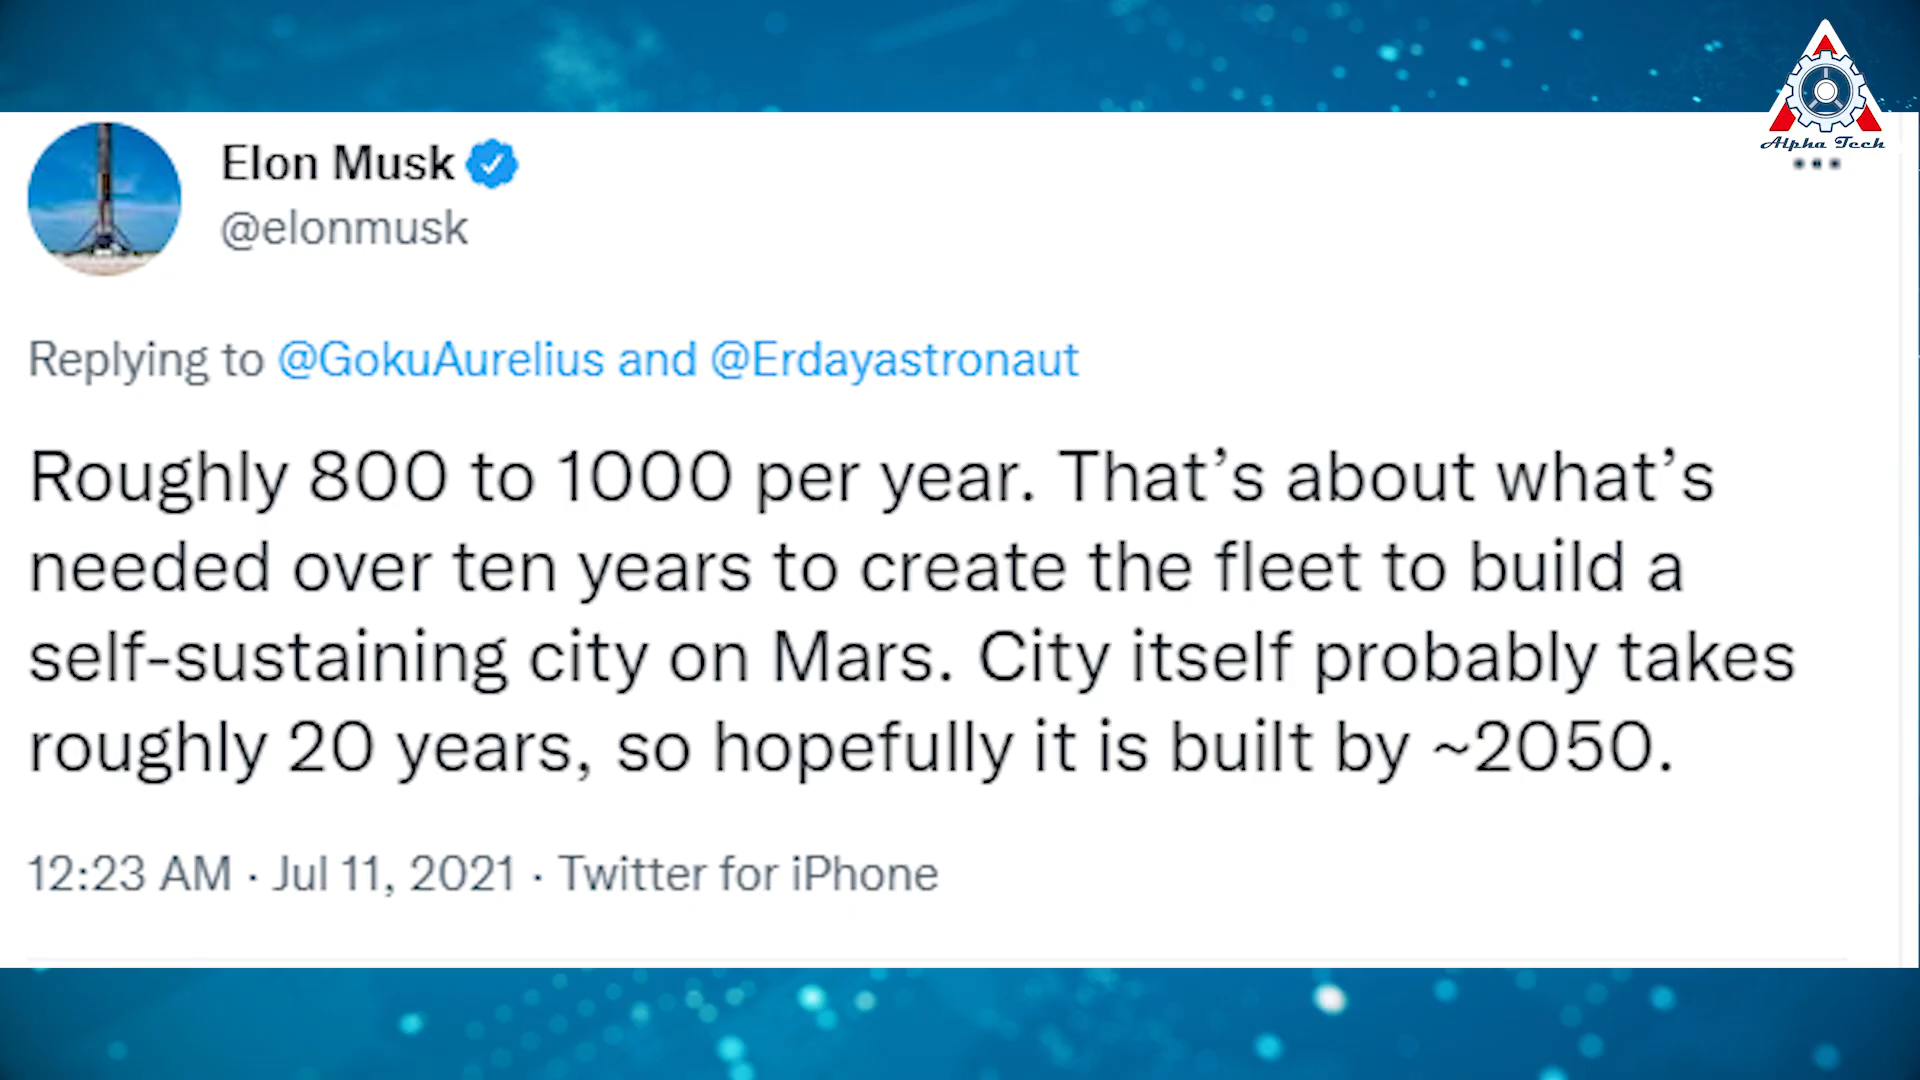 Alpha Tech
Elon Musk
@elonmusk
Replying to @GokuAurelius and @Erdayastronaut
Roughly 800 to 1000 per year. That’s about what’s
needed over ten years to create the fleet to build a
self-sustaining city on Mars. City itself probably takes
roughly 20 years, so hopefully it is built by ~2050.
12:23 AM · Jul 11, 2021 · Twitter for iPhone